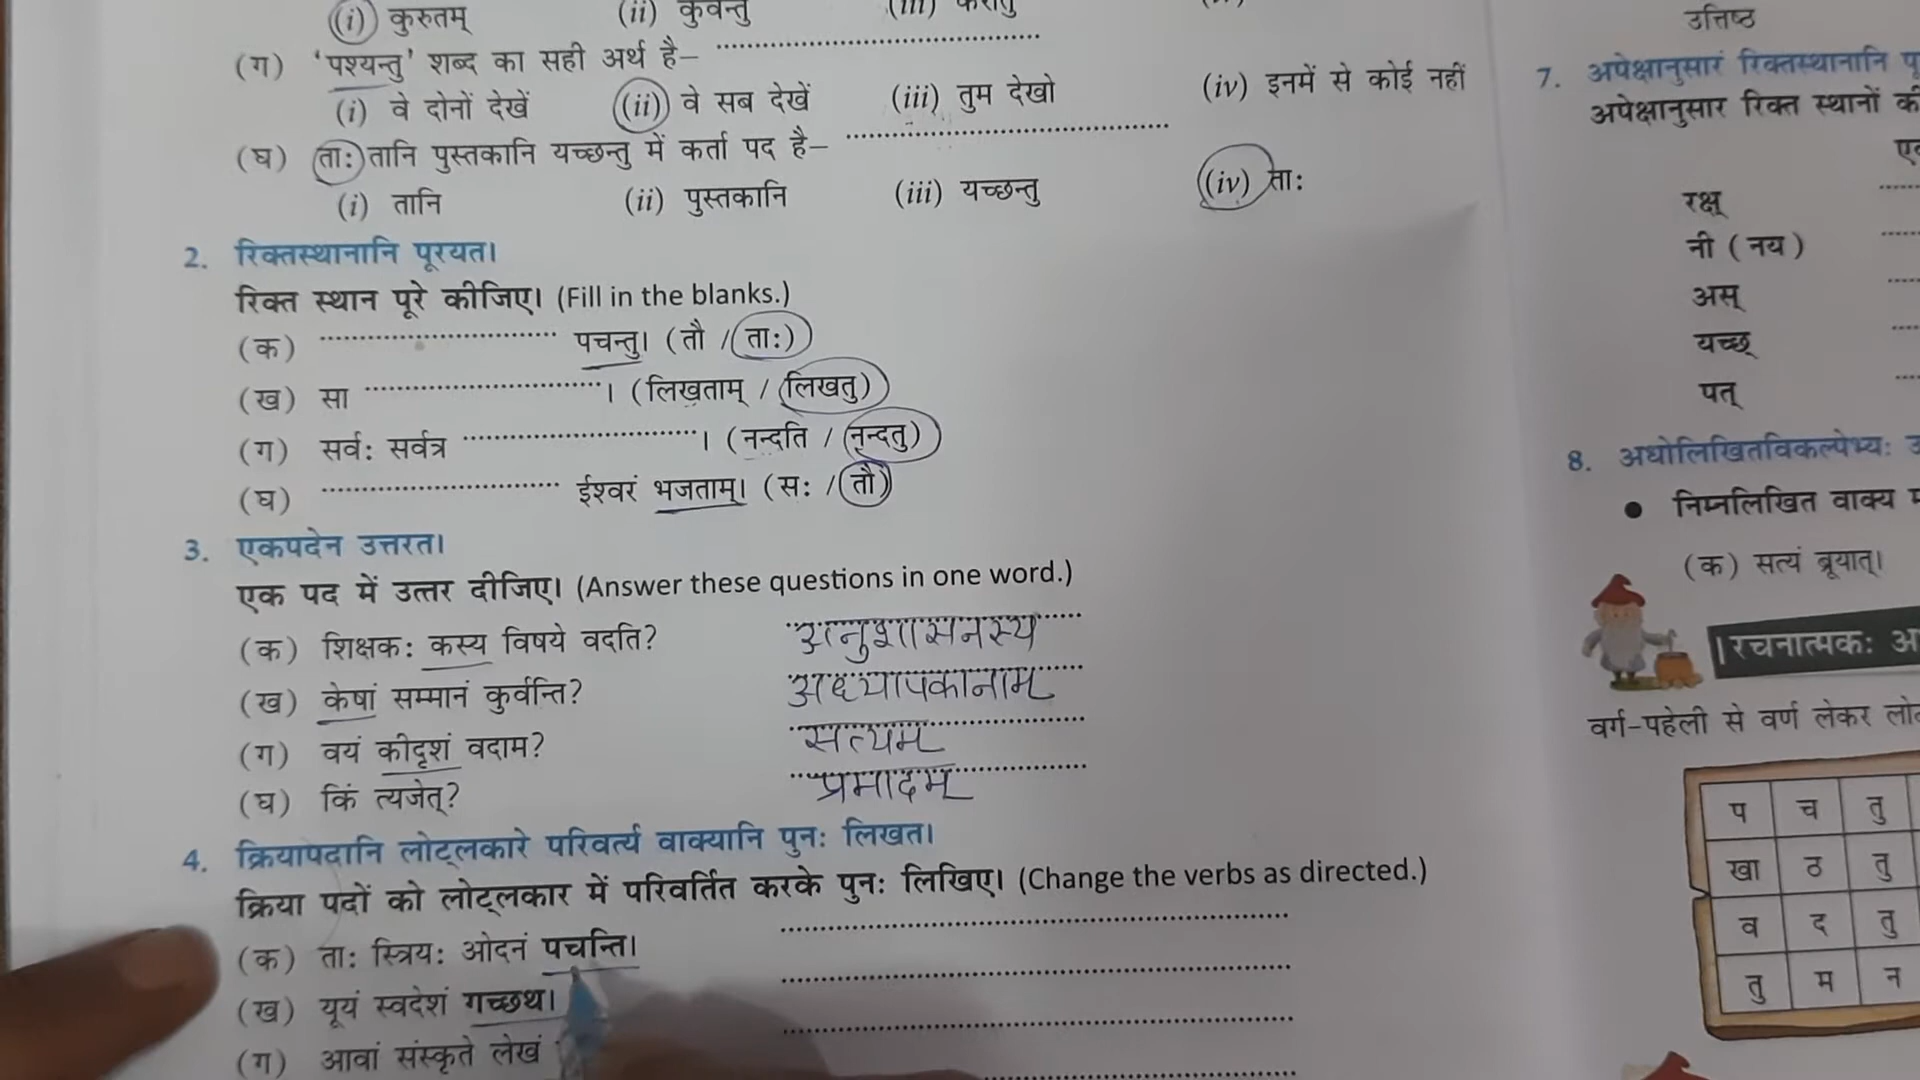 (i) कुरुतम् (ii) कुर्वन्तु (iii) करोतु
(ग) 'पश्यन्तु' शब्द का सही अर्थ है–
(i) वे दोनों देखें (ii) वे सब देखें (iii) तुम देखो (iv) इनमें से कोई नहीं
(घ) ताः तानि पुस्तकानि यच्छन्तु में कर्ता पद है–
(i) तानि (ii) पुस्तकानि (iii) यच्छन्तु (iv) ताः
2. रिक्तस्थानानि पूरयत।
रिक्त स्थान पूरे कीजिए। (Fill in the blanks.)
(क) पचन्तु। (तौ / ताः)
(ख) सा । (लिखताम् / लिखतु)
(ग) सर्वः सर्वत्र । (नन्दति / नन्दतु)
(घ) ईश्वरं भजताम्। (सः / तौ)
3. एकपदेन उत्तरत।
एक पद में उत्तर दीजिए। (Answer these questions in one word.)
(क) शिक्षकः कस्य विषये वदति? अनुशासनस्य
(ख) केषां सम्मानं कुर्वन्ति? अध्यापकानाम्
(ग) वयं कीदृशं वदाम? सत्यम्
(घ) किं त्यजेत्? प्रमादम्
4. क्रियापदानि लोट्लकारे परिवर्त्य वाक्यानि पुनः लिखत।
क्रिया पदों को लोट्लकार में परिवर्तित करके पुनः लिखिए। (Change the verbs as directed.)
(क) ताः स्त्रियः ओदनं पचन्ति।
(ख) यूयं स्वदेशं गच्छथ।
(ग) आवां संस्कृते लेखं
उत्तिष्ठ
7. अपेक्षानुसारं रिक्तस्थानानि
अपेक्षानुसार रिक्त स्थानों
रक्ष्
नी (नय)
अस्
यच्छ्
पत्
8. अधोलिखितविकल्पेभ्यः
● निम्नलिखित वाक्य
(क) सत्यं ब्रूयात्।
रचनात्मकः
वर्ग-पहेली से वर्ण लेकर
प च तु
खा ठ तु
व द तु
तु म न